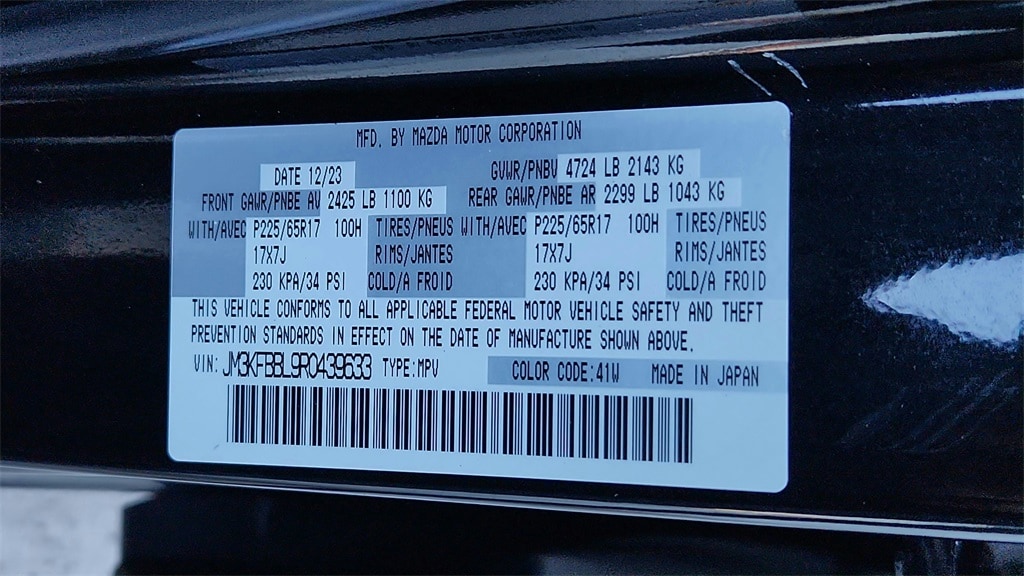 MFD. BY MAZDA MOTOR CORPORATION
DATE 12/23 GVWR/PNBV 4724 LB 2143 KG
FRONT GAWR/PNBE AV 2425 LB 1100 KG REAR GAWR/PNBE AR 2299 LB 1043 KG
WITH/AVEC P225/65R17 100H TIRES/PNEUS WITH/AVEC P225/65R17 100H TIRES/PNEUS
17X7J RIMS/JANTES 17X7J RIMS/JANTES
230 KPA/34 PSI COLD/A FROID 230 KPA/34 PSI COLD/A FROID
THIS VEHICLE CONFORMS TO ALL APPLICABLE FEDERAL MOTOR VEHICLE SAFETY AND THEFT
PREVENTION STANDARDS IN EFFECT ON THE DATE OF MANUFACTURE SHOWN ABOVE.
VIN: JM3KFBBL9R0439633 TYPE:MPV COLOR CODE:41W MADE IN JAPAN